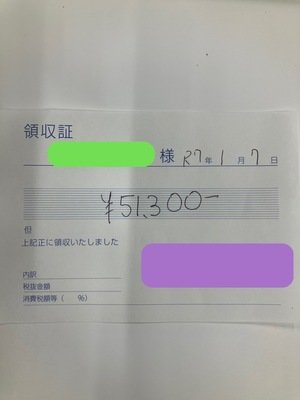 領収証
様 R7年 1月 7日
¥51,300-
但
上記正に領収いたしました
内訳
税抜金額
消費税額等（ %）